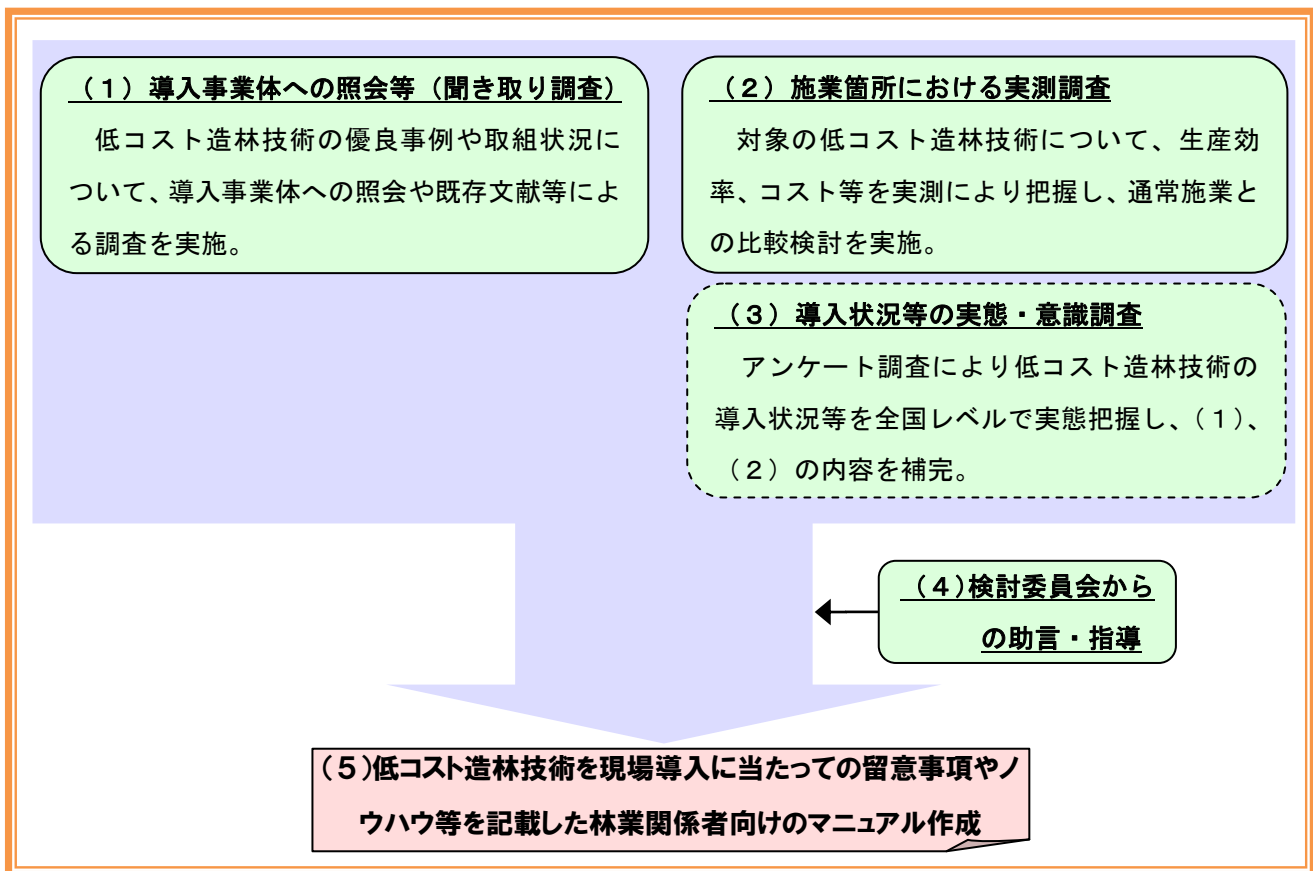 （１）導入事業体への照会等（聞き取り調査）
低コスト造林技術の優良事例や取組状況に
ついて、導入事業体への照会や既存文献等によ
る調査を実施。
（２）施業箇所における実測調査
対象の低コスト造林技術について、生産効
率、コスト等を実測により把握し、通常施業と
の比較検討を実施。
（３）導入状況等の実態・意識調査
アンケート調査により低コスト造林技術の
導入状況等を全国レベルで実態把握し、（１）、
（２）の内容を補完。
（４）検討委員会から
の助言・指導
（５）低コスト造林技術を現場導入に当たっての留意事項やノ
ウハウ等を記載した林業関係者向けのマニュアル作成